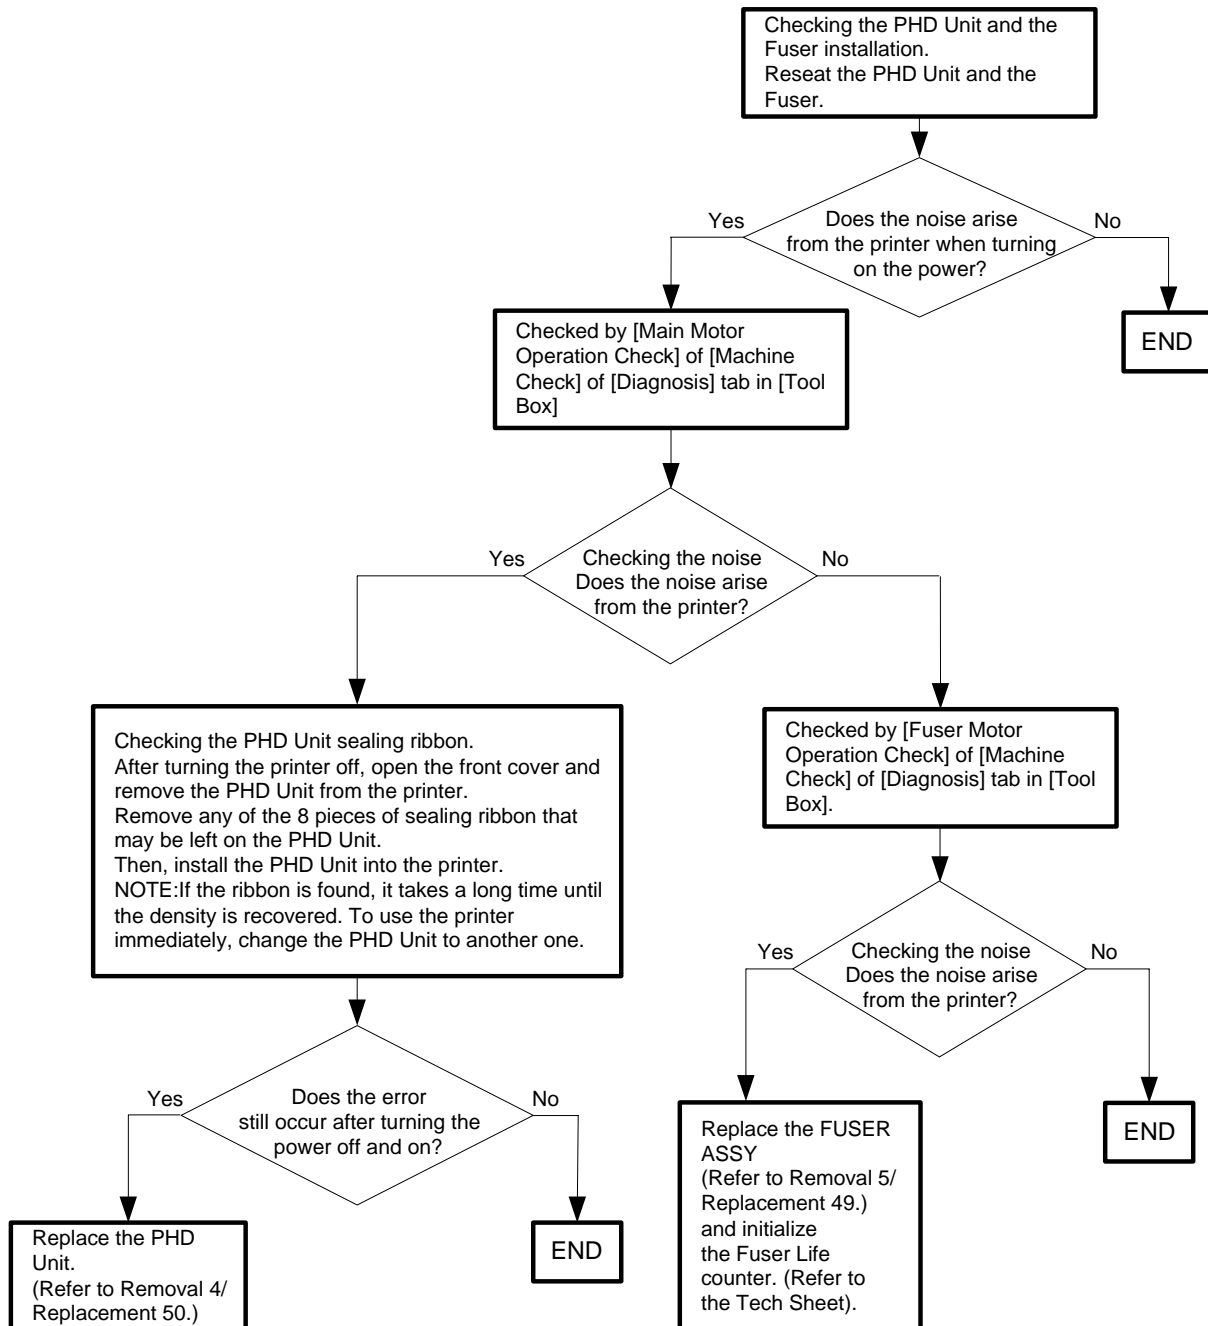 Checking the PHD Unit and the
Fuser installation.
Reseat the PHD Unit and the
Fuser.
Yes
Does the noise arise
from the printer when turning
on the power?
No
END
Checked by [Main Motor
Operation Check] of [Machine
Check] of [Diagnosis] tab in [Tool
Box]
Yes
Checking the noise
Does the noise arise
from the printer?
No
Checking the PHD Unit sealing ribbon.
After turning the printer off, open the front cover and
remove the PHD Unit from the printer.
Remove any of the 8 pieces of sealing ribbon that
may be left on the PHD Unit.
Then, install the PHD Unit into the printer.
NOTE:If the ribbon is found, it takes a long time until
the density is recovered. To use the printer
immediately, change the PHD Unit to another one.
Checked by [Fuser Motor
Operation Check] of [Machine
Check] of [Diagnosis] tab in [Tool
Box].
Yes
Checking the noise
Does the noise arise
from the printer?
No
Yes
Does the error
still occur after turning the
power off and on?
No
Replace the FUSER
ASSY
(Refer to Removal 5/
Replacement 49.)
and initialize
the Fuser Life
counter. (Refer to
the Tech Sheet).
END
Replace the PHD
Unit.
(Refer to Removal 4/
Replacement 50.)
END